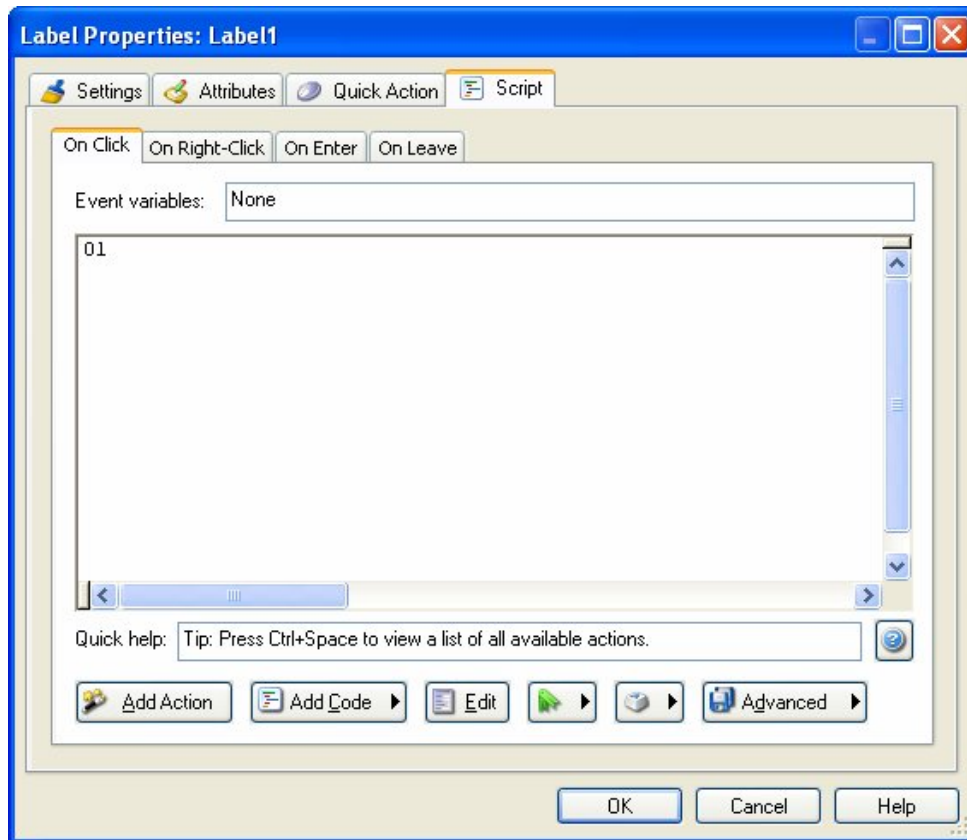 Label Properties: Label1
Settings Attributes Quick Action Script
On Click On Right-Click On Enter On Leave
Event variables: None
01
Quick help: Tip: Press Ctrl+Space to view a list of all available actions.
Add Action Add Code Edit Advanced
OK Cancel Help